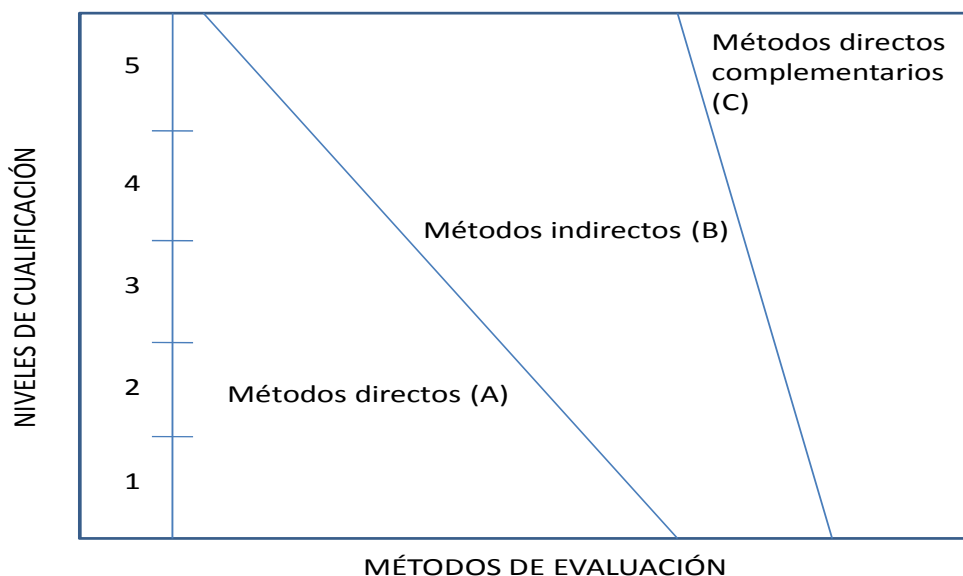 NIVELES DE CUALIFICACIÓN
5
4
3
2
1
Métodos directos
complementarios
(C)
Métodos indirectos (B)
Métodos directos (A)
MÉTODOS DE EVALUACIÓN